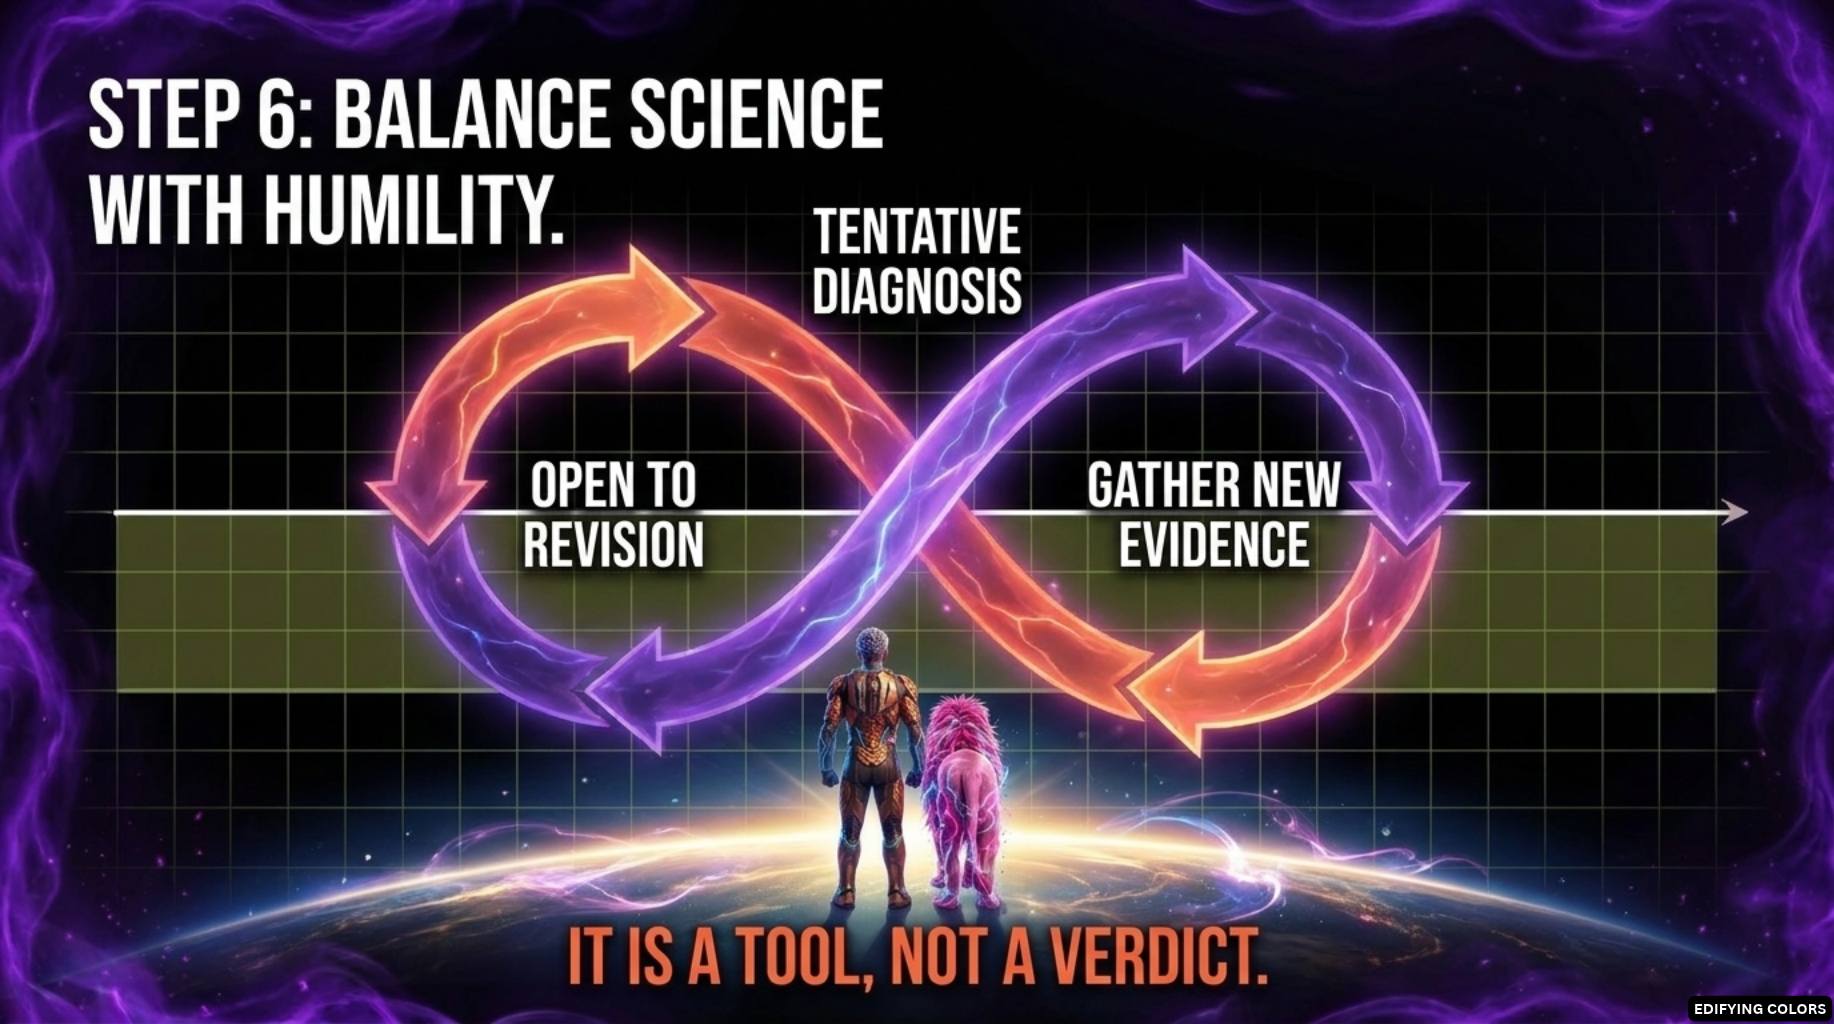 STEP 6: BALANCE SCIENCE
WITH HUMILITY.
TENTATIVE
DIAGNOSIS
OPEN TO
REVISION
GATHER NEW
EVIDENCE
IT IS A TOOL, NOT A VERDICT.
EDIFYING COLORS